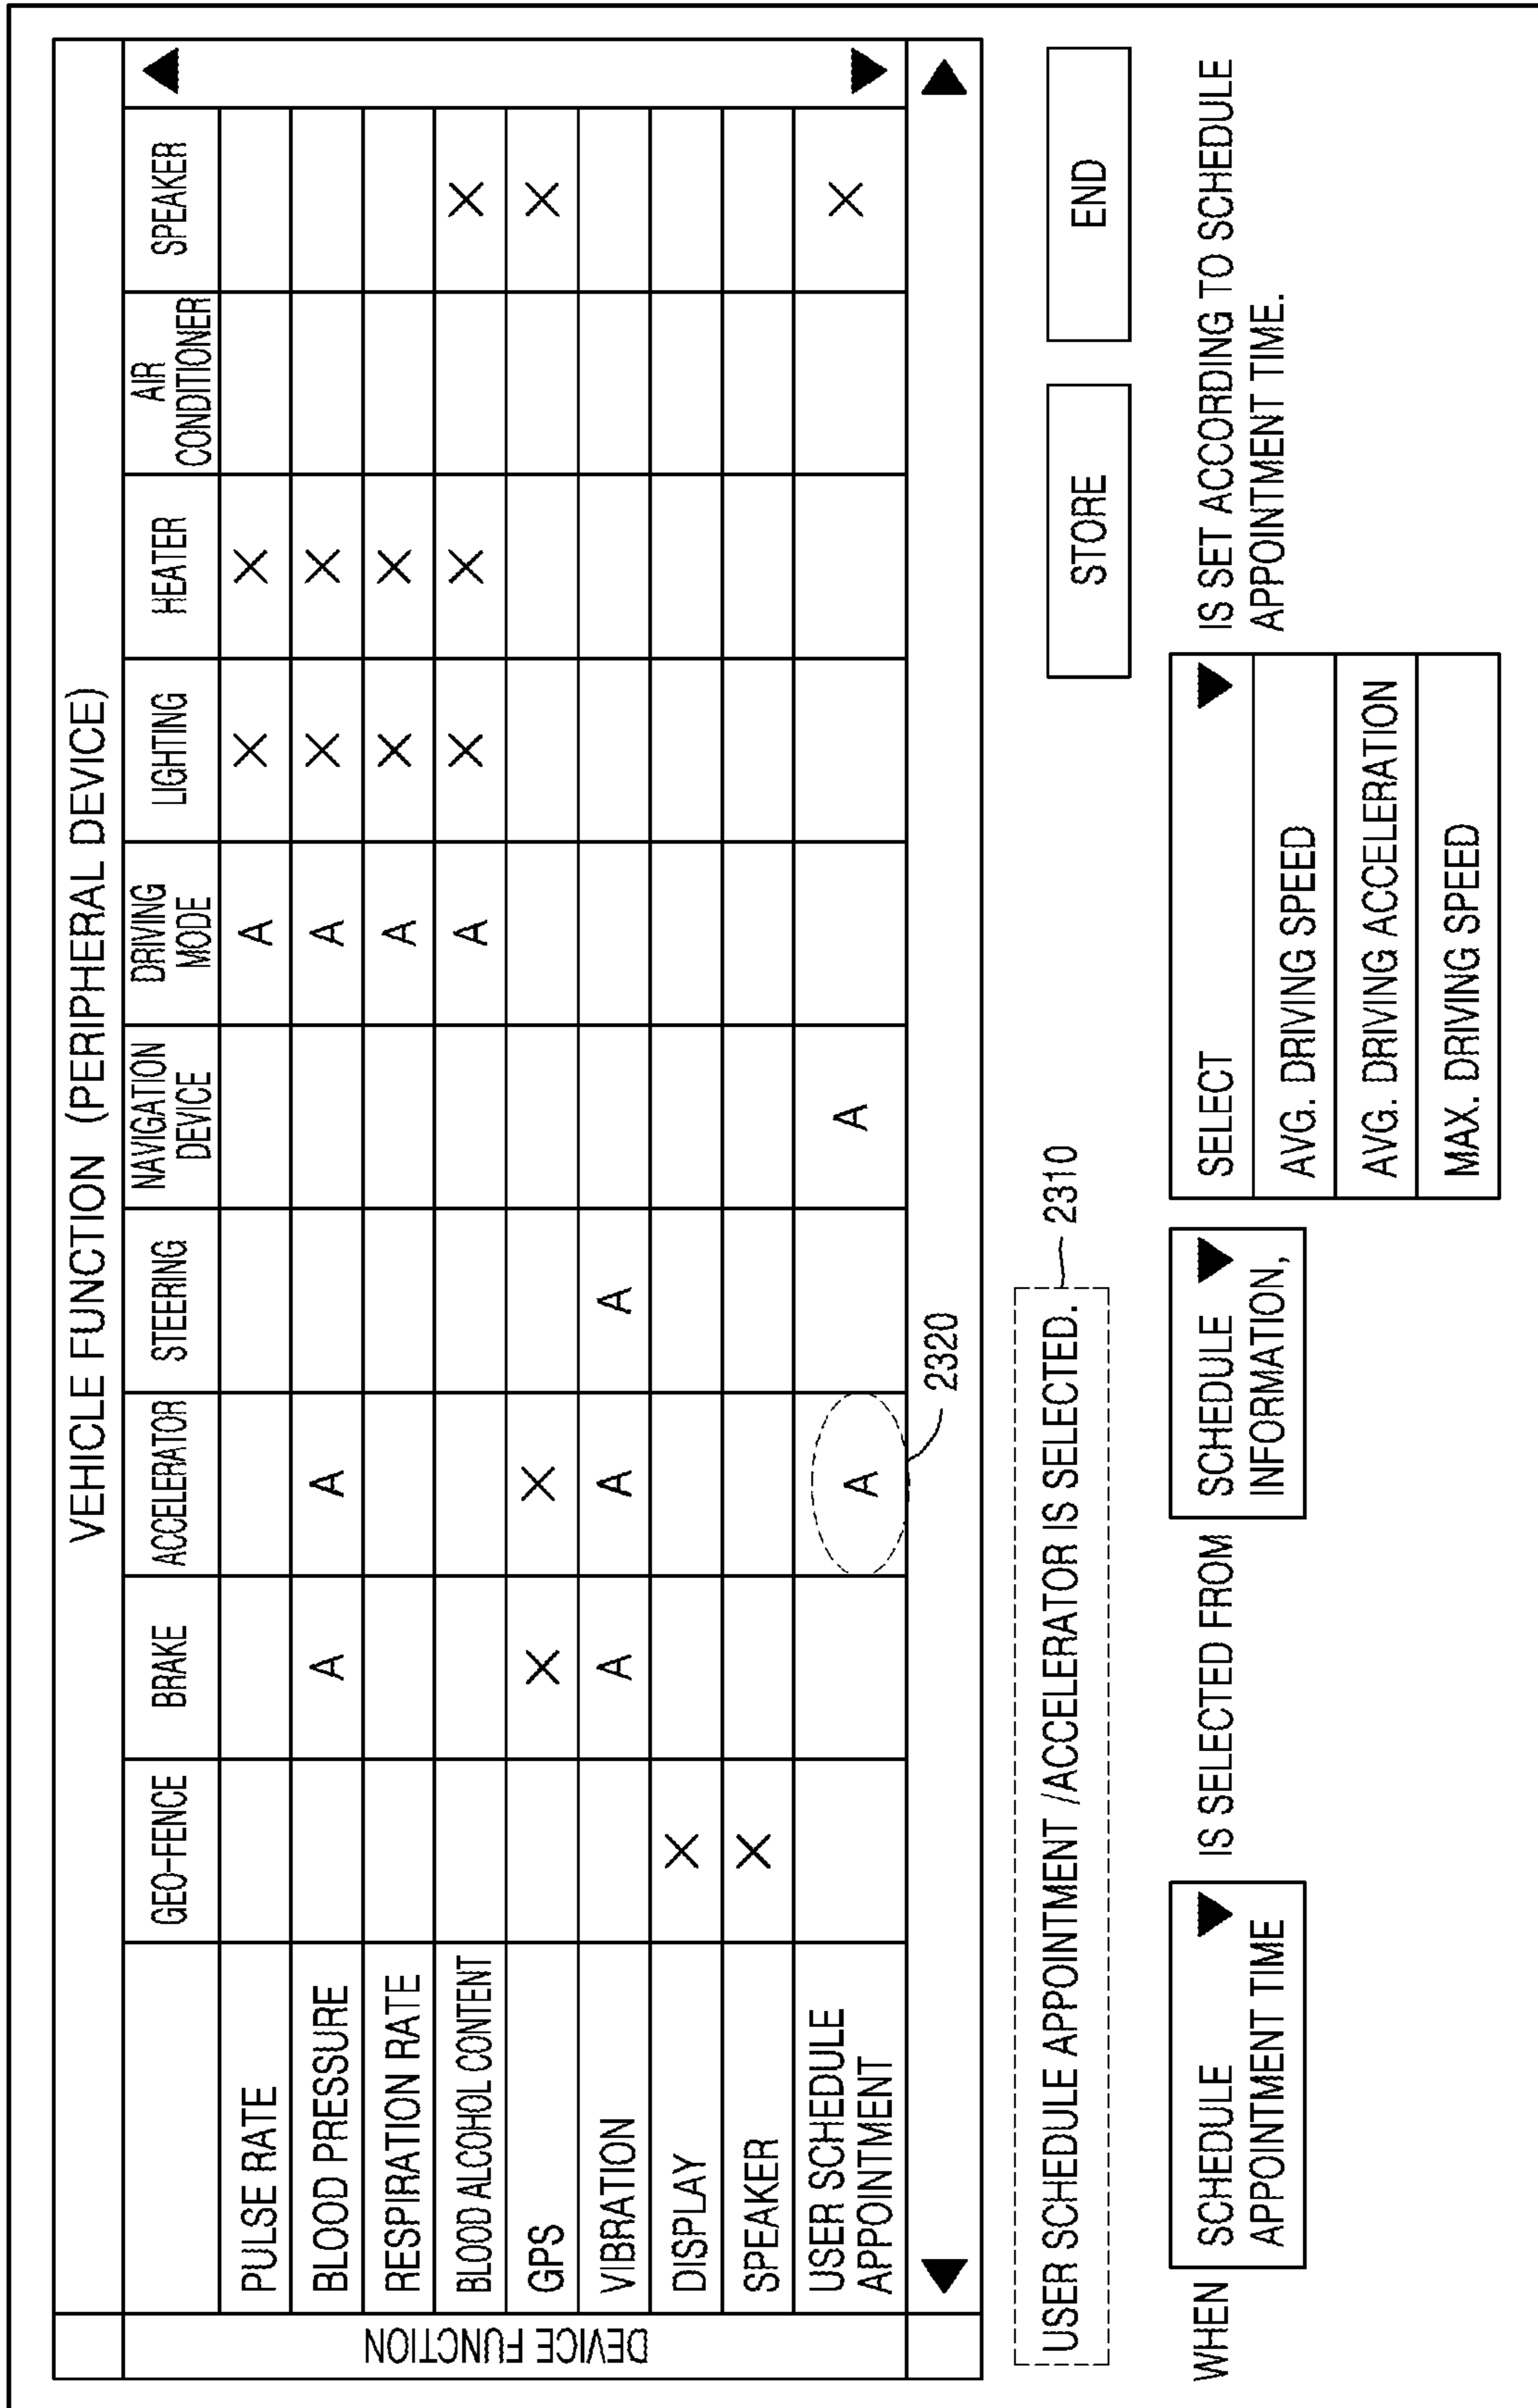 VEHICLE FUNCTION (PERIPHERAL DEVICE)
GEO-FENCE BRAKE ACCELERATOR STEERING NAVIGATION DEVICE DRIVING MODE LIGHTING HEATER AIR CONDITIONER SPEAKER
DEVICE FUNCTION
PULSE RATE A X X
BLOOD PRESSURE A A A X X
RESPIRATION RATE A X X
BLOOD ALCOHOL CONTENT A X X X
GPS X X X
VIBRATION A A A
DISPLAY X
SPEAKER X
USER SCHEDULE
APPOINTMENT A A X
2320
USER SCHEDULE APPOINTMENT /ACCELERATOR IS SELECTED.
2310
STORE
END
WHEN
SCHEDULE
APPOINTMENT TIME
IS SELECTED FROM
SCHEDULE
INFORMATION,
SELECT
AVG. DRIVING SPEED
AVG. DRIVING ACCELERATION
MAX. DRIVING SPEED
IS SET ACCORDING TO SCHEDULE
APPOINTMENT TIME.